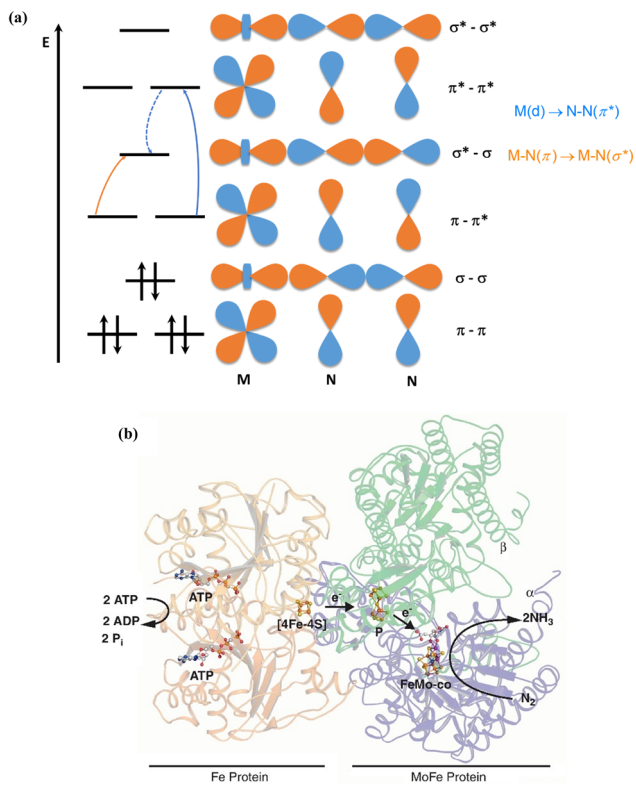 (a)
E
σ* - σ*
π* - π*
M(d) → N-N(π*)
σ* - σ
M-N(π) → M-N(σ*)
π - π*
σ - σ
π - π
M N N
(b)
β
α
2 ATP
ATP
2 ADP
2 Pi
ATP
[4Fe-4S]
e-
P
e-
2NH3
FeMo-co
N2
Fe Protein
MoFe Protein